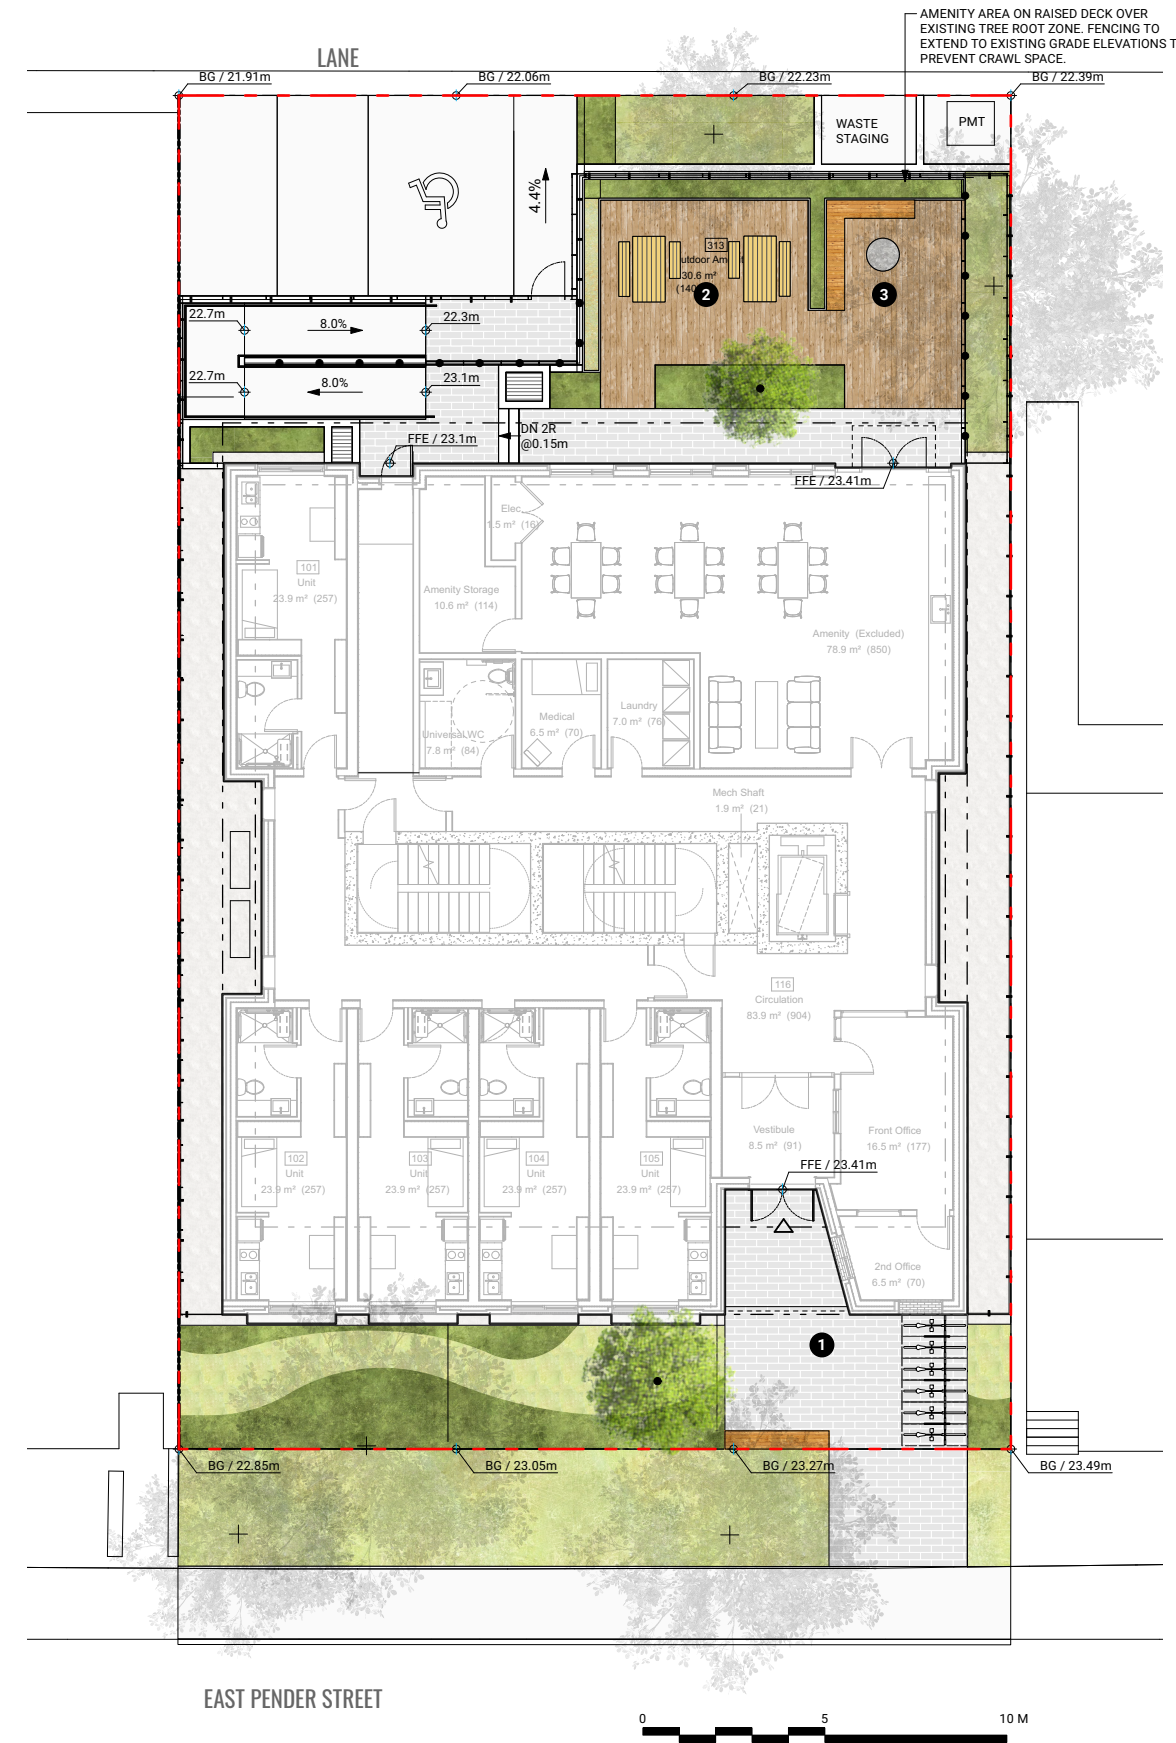 AMENITY AREA ON RAISED DECK OVER
EXISTING TREE ROOT ZONE. FENCING TO
EXTEND TO EXISTING GRADE ELEVATIONS T
PREVENT CRAWL SPACE.
LANE
BG / 21.91m
BG / 22.06m
BG / 22.23m
BG / 22.39m
WASTE
STAGING
PMT
4.4%
313
utdoor Am
30.6 m²
(140
2
3
22.7m
8.0%
22.3m
22.7m
8.0%
23.1m
DN 2R
@0.15m
FFE / 23.1m
FFE / 23.41m
Elec
1.5 m² (16)
101
Unit
23.9 m² (257)
Amenity Storage
10.6 m² (114)
Amenity (Excluded)
78.9 m² (850)
Universal WC
7.8 m² (84)
Medical
6.5 m² (70)
Laundry
7.0 m² (76)
Mech Shaft
1.9 m² (21)
116
Circulation
83.9 m² (904)
Vestibule
8.5 m² (91)
Front Office
16.5 m² (177)
102
Unit
23.9 m² (257)
103
Unit
23.9 m² (257)
104
Unit
23.9 m² (257)
105
Unit
23.9 m² (257)
FFE / 23.41m
2nd Office
6.5 m² (70)
1
BG / 22.85m
BG / 23.05m
BG / 23.27m
BG / 23.49m
EAST PENDER STREET
0
5
10 M